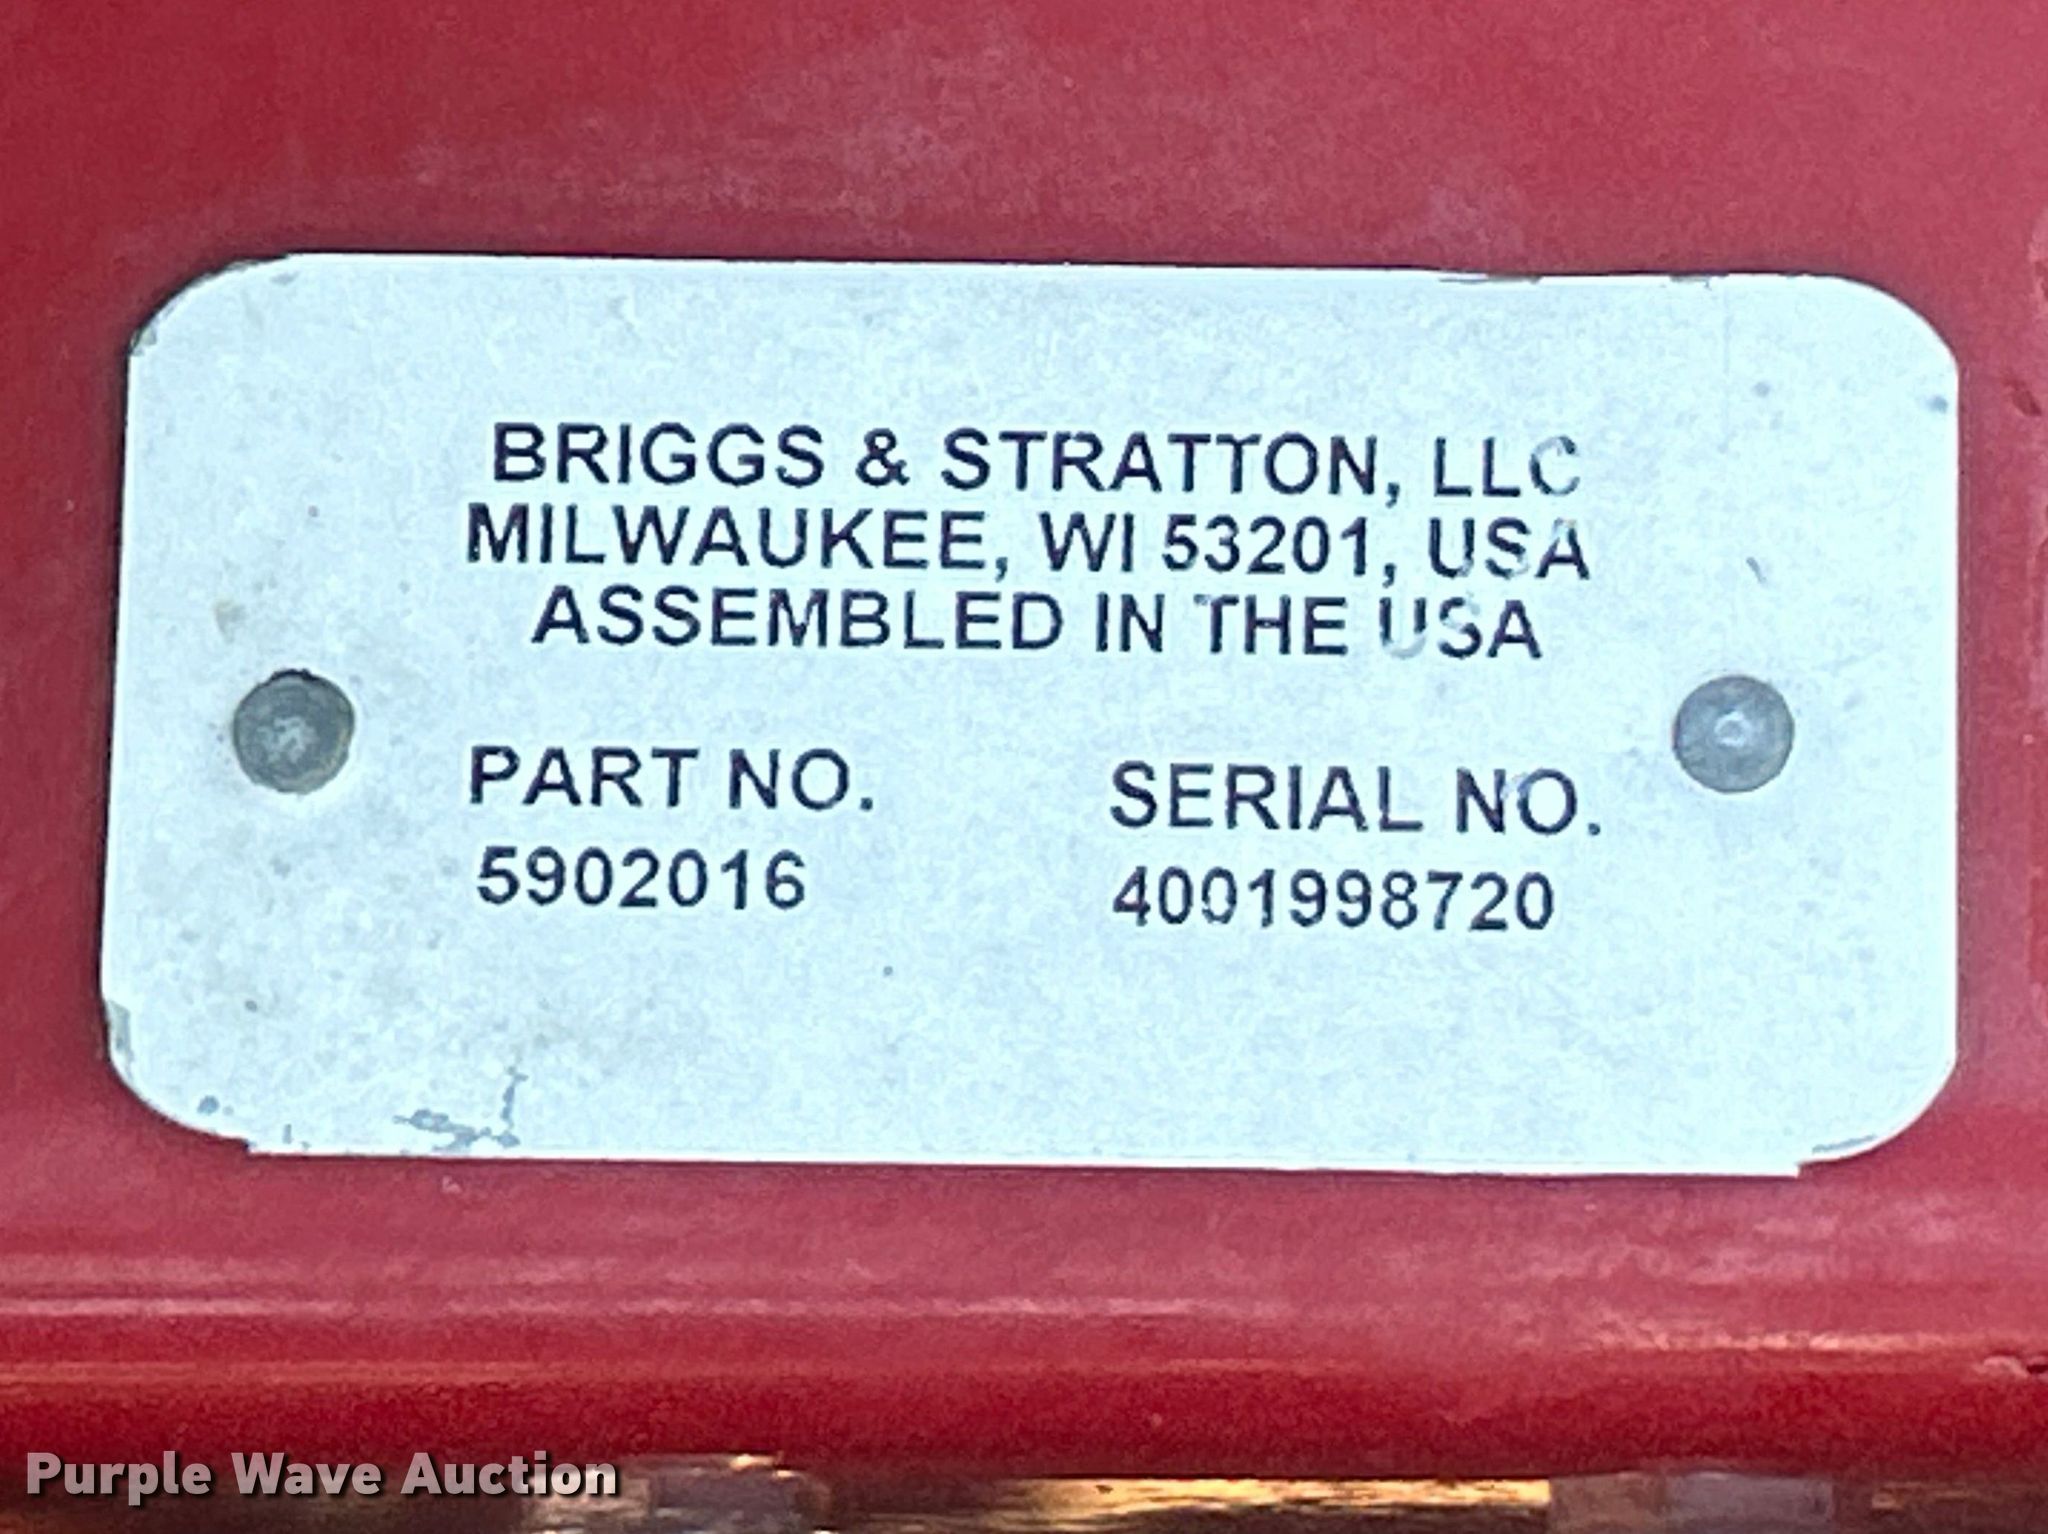 BRIGGS & STRATTON, LLC
MILWAUKEE, WI 53201, USA
ASSEMBLED IN THE USA
PART NO. SERIAL NO.
5902016 4001998720
Purple Wave Auction